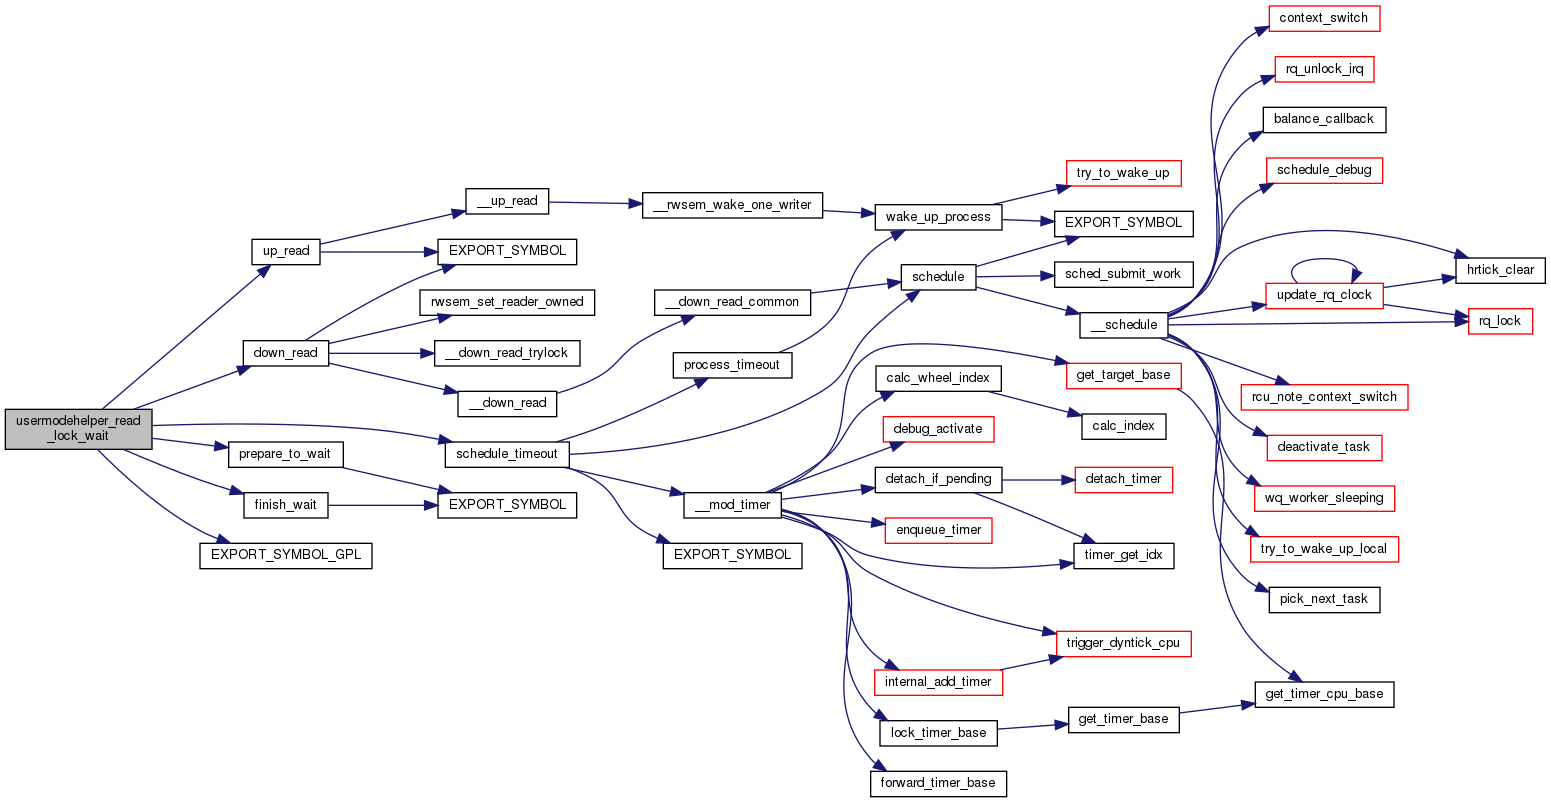 context_switch
rq_unlock_irq
balance_callback
try_to_wake_up
schedule_debug
__up_read
__rwsem_wake_one_writer
wake_up_process
EXPORT_SYMBOL
up_read
EXPORT_SYMBOL
schedule
sched_submit_work
hrtick_clear
rwsem_set_reader_owned
__down_read_common
update_rq_clock
__schedule
rq_lock
down_read
__down_read_trylock
process_timeout
get_target_base
calc_wheel_index
rcu_note_context_switch
__down_read
usermodehelper_read
_lock_wait
debug_activate
calc_index
deactivate_task
prepare_to_wait
schedule_timeout
detach_if_pending
detach_timer
wq_worker_sleeping
finish_wait
EXPORT_SYMBOL
__mod_timer
enqueue_timer
EXPORT_SYMBOL_GPL
EXPORT_SYMBOL
timer_get_idx
try_to_wake_up_local
pick_next_task
trigger_dyntick_cpu
internal_add_timer
get_timer_cpu_base
lock_timer_base
get_timer_base
forward_timer_base